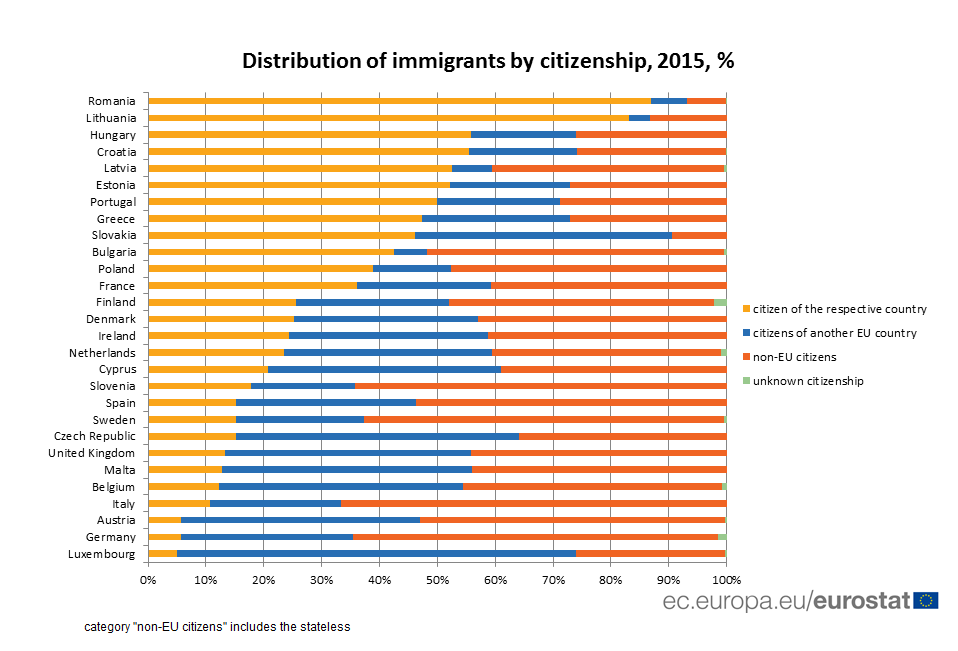 Distribution of immigrants by citizenship, 2015, %
Romania
Lithuania
Hungary
Croatia
Latvia
Estonia
Portugal
Greece
Slovakia
Bulgaria
Poland
France
Finland
Denmark
Ireland
Netherlands
Cyprus
Slovenia
Spain
Sweden
Czech Republic
United Kingdom
Malta
Belgium
Italy
Austria
Germany
Luxembourg
0% 10% 20% 30% 40% 50% 60% 70% 80% 90% 100%
citizen of the respective country
citizens of another EU country
non-EU citizens
unknown citizenship
ec.europa.eu/eurostat
category "non-EU citizens" includes the stateless